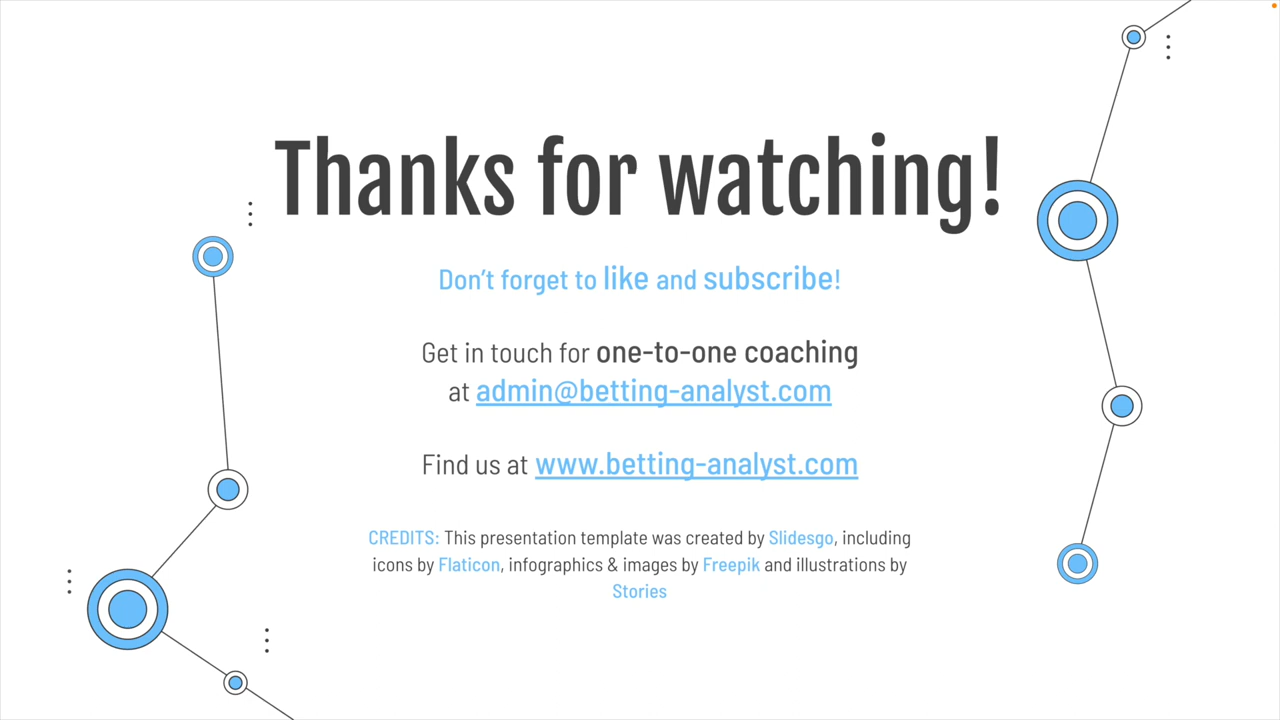 Thanks for watching!
Don’t forget to like and subscribe!
Get in touch for one-to-one coaching
at admin@betting-analyst.com
Find us at www.betting-analyst.com
CREDITS: This presentation template was created by Slidesgo, including
icons by Flaticon, infographics & images by Freepik and illustrations by
Stories